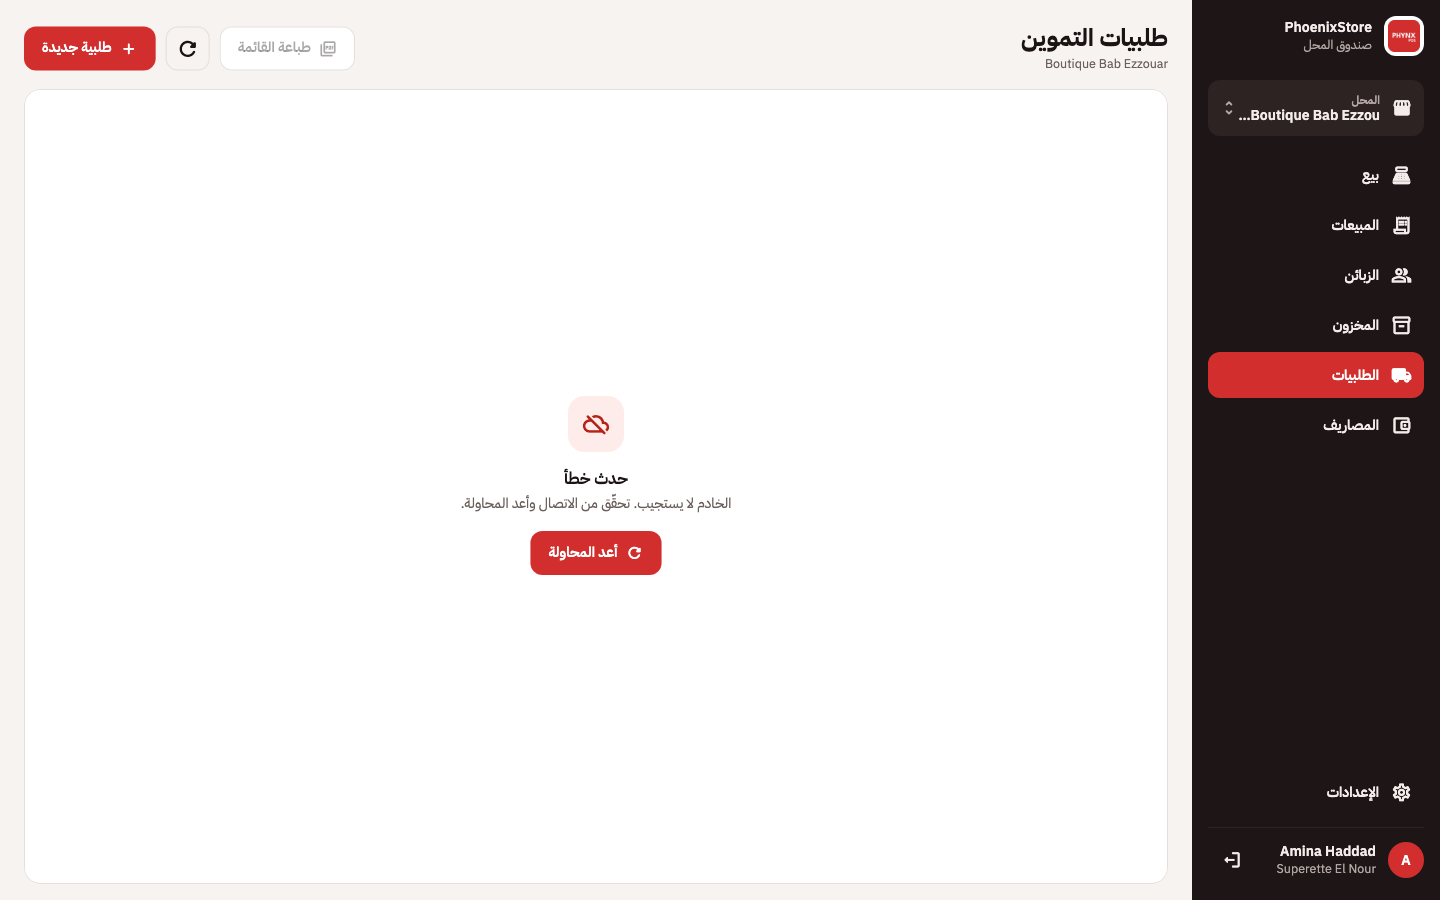 PhoenixStore
صندوق المحل
PHYNX
POS
المحل
Boutique Bab Ezzou...
بيع
المبيعات
الزبائن
المخزون
الطلبيات
المصاريف
الإعدادات
A
Amina Haddad
Superette El Nour
طلبيات التموين
Boutique Bab Ezzouar
طباعة القائمة
طلبية جديدة
حدث خطأ
الخادم لا يستجيب. تحقّق من الاتصال وأعد المحاولة.
أعد المحاولة